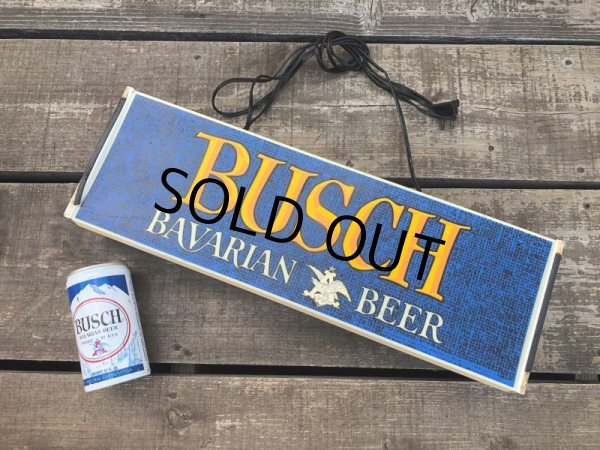 BUSCH
SOLD OUT
BAVARIAN BEER
BUSCH
BAVARIAN BEER